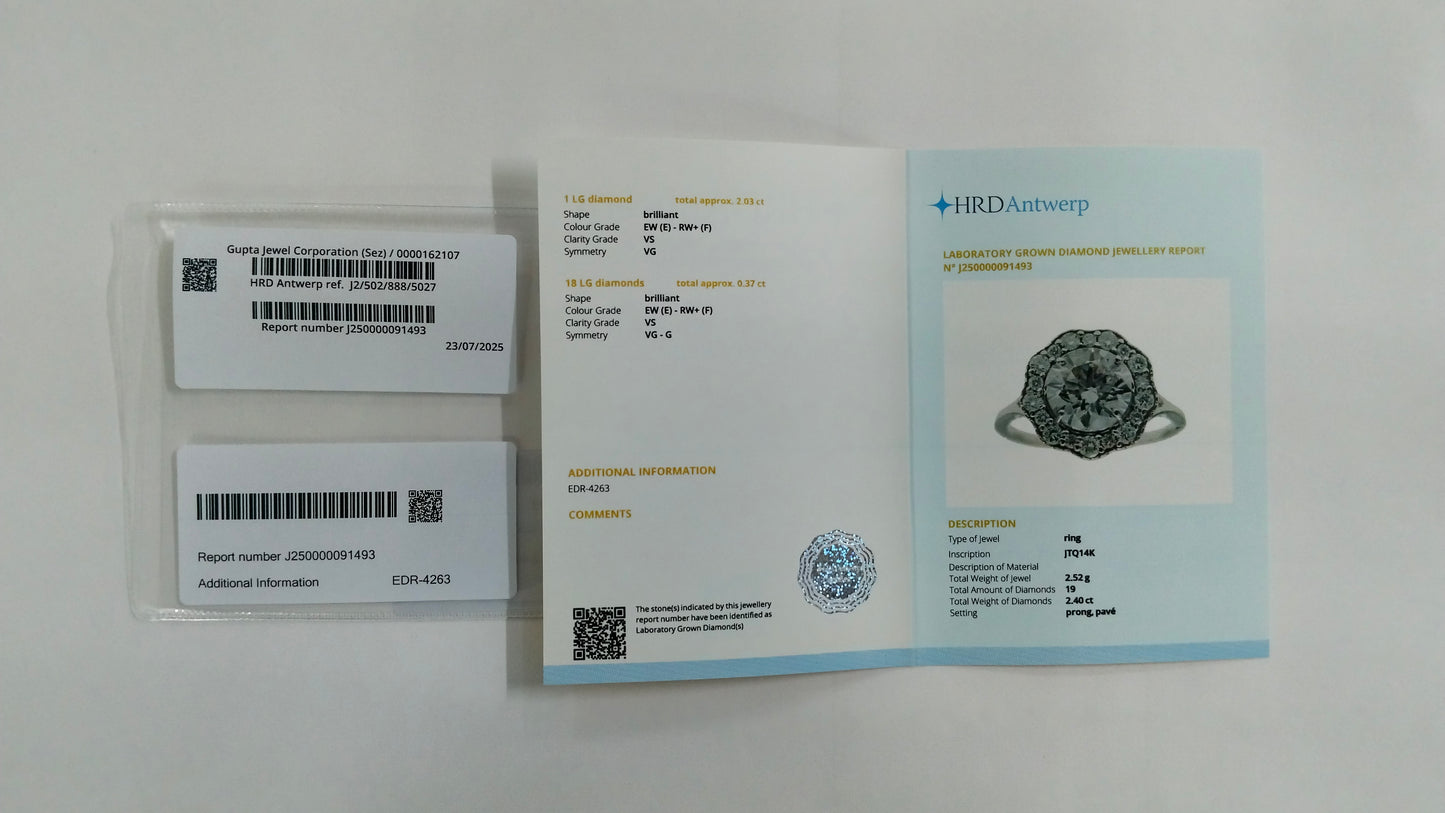 Gupta Jewel Corporation (Sez) / 0000162107
HRD Antwerp ref. J2/502/888/5027
Report number J250000091493
23/07/2025
Report number J250000091493
Additional Information EDR-4263
1 LG diamond total approx. 2.03 ct
Shape brilliant
Colour Grade EW (E) - RW+ (F)
Clarity Grade VS
Symmetry VG
18 LG diamonds total approx. 0.37 ct
Shape brilliant
Colour Grade EW (E) - RW+ (F)
Clarity Grade VS
Symmetry VG - G
ADDITIONAL INFORMATION
EDR-4263
COMMENTS
The stone(s) indicated by this jewellery
report number have been identified as
Laboratory Grown Diamond(s)
HRD Antwerp
LABORATORY GROWN DIAMOND JEWELLERY REPORT
N° J250000091493
DESCRIPTION
Type of Jewel ring
Inscription JTQ14K
Description of Material
Total Weight of Jewel 2.52 g
Total Amount of Diamonds 19
Total Weight of Diamonds 2.40 ct
Setting prong, pavé